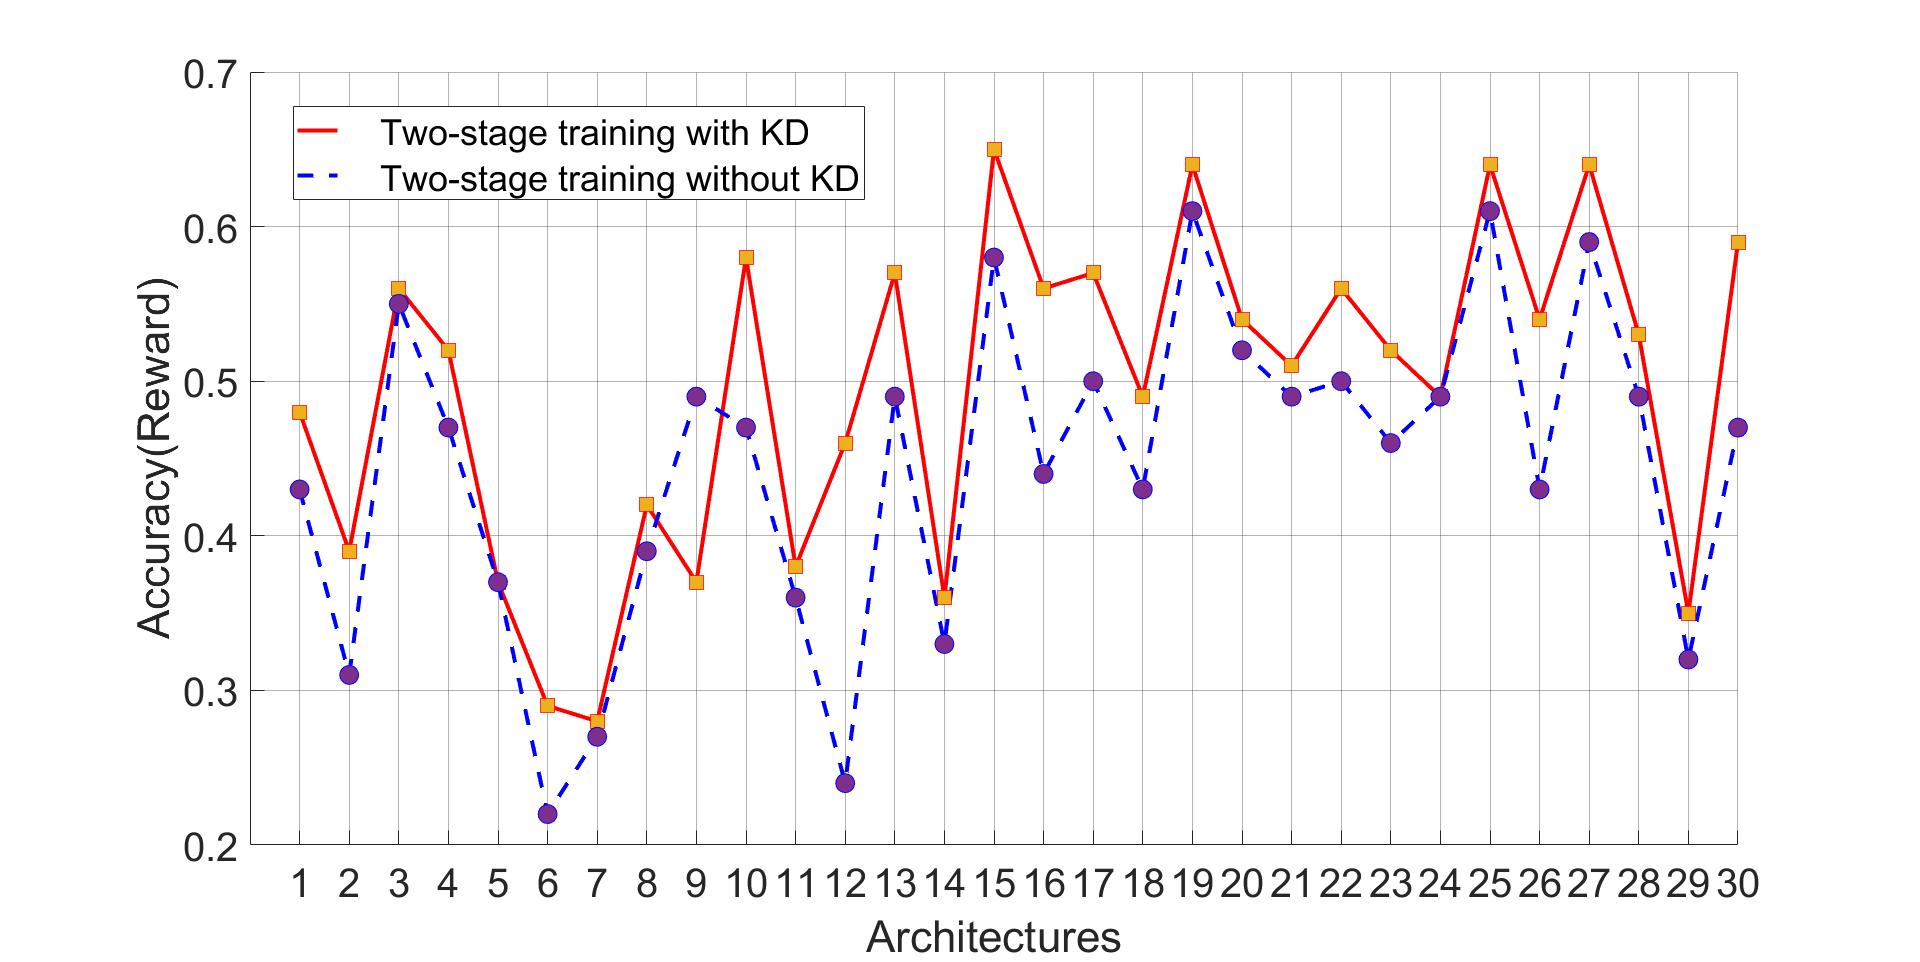 0.7
Two-stage training with KD
Two-stage training without KD
0.6
0.5
0.4
0.3
0.2
Accuracy(Reward)
1 2 3 4 5 6 7 8 9 10 11 12 13 14 15 16 17 18 19 20 21 22 23 24 25 26 27 28 29 30
Architectures